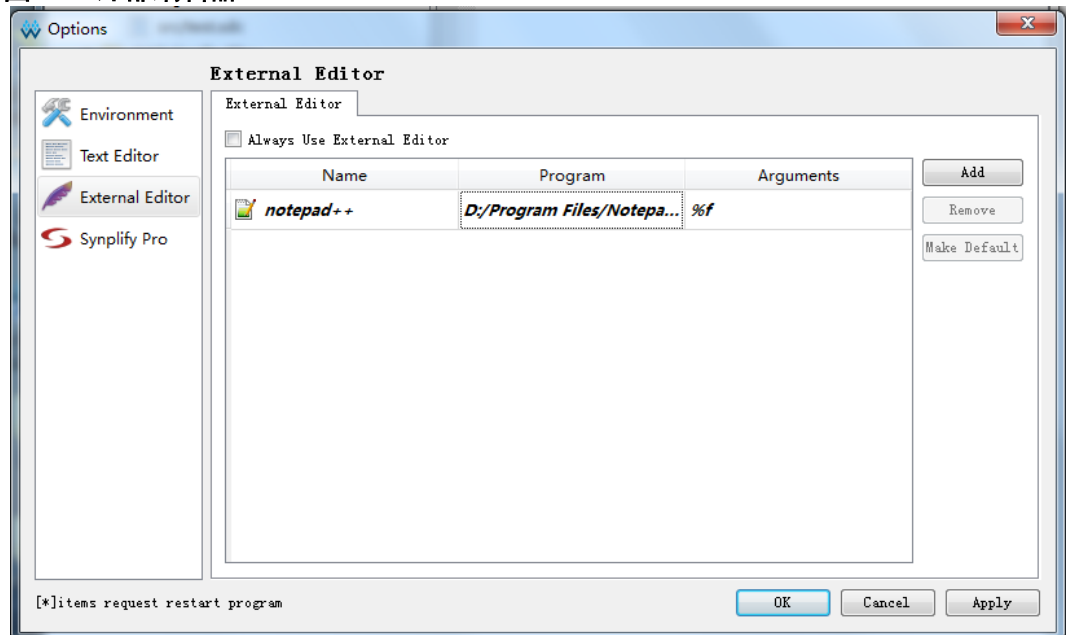 Options
External Editor
Environment
Text Editor
External Editor
Synplify Pro
External Editor
Always Use External Editor
Name Program Arguments
notepad++ D:/Program Files/Notepa... %f
Add
Remove
Make Default
[*]items request restart program
OK Cancel Apply